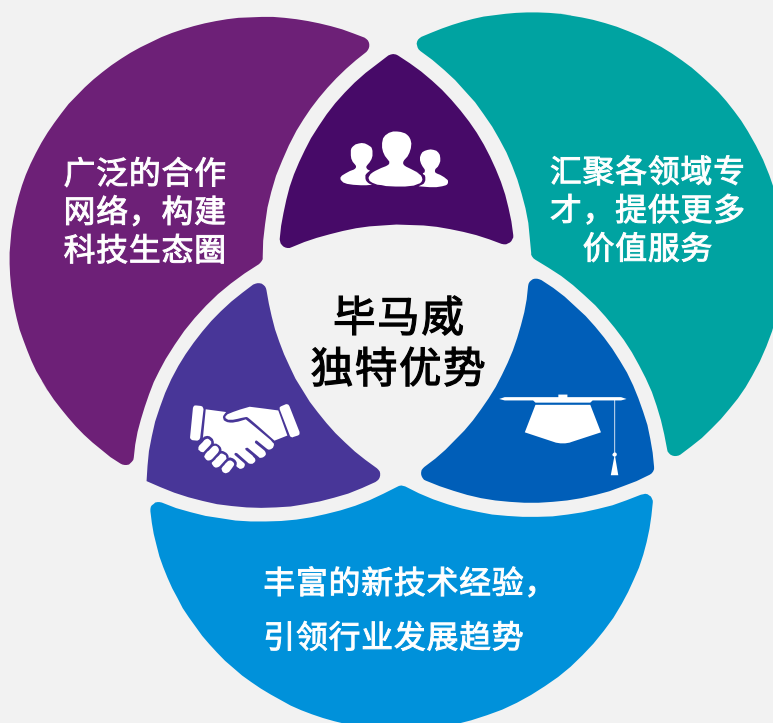 广泛的合作
网络，构建
科技生态圈
汇聚各领域专
才，提供更多
价值服务
毕马威
独特优势
丰富的新技术经验，
引领行业发展趋势